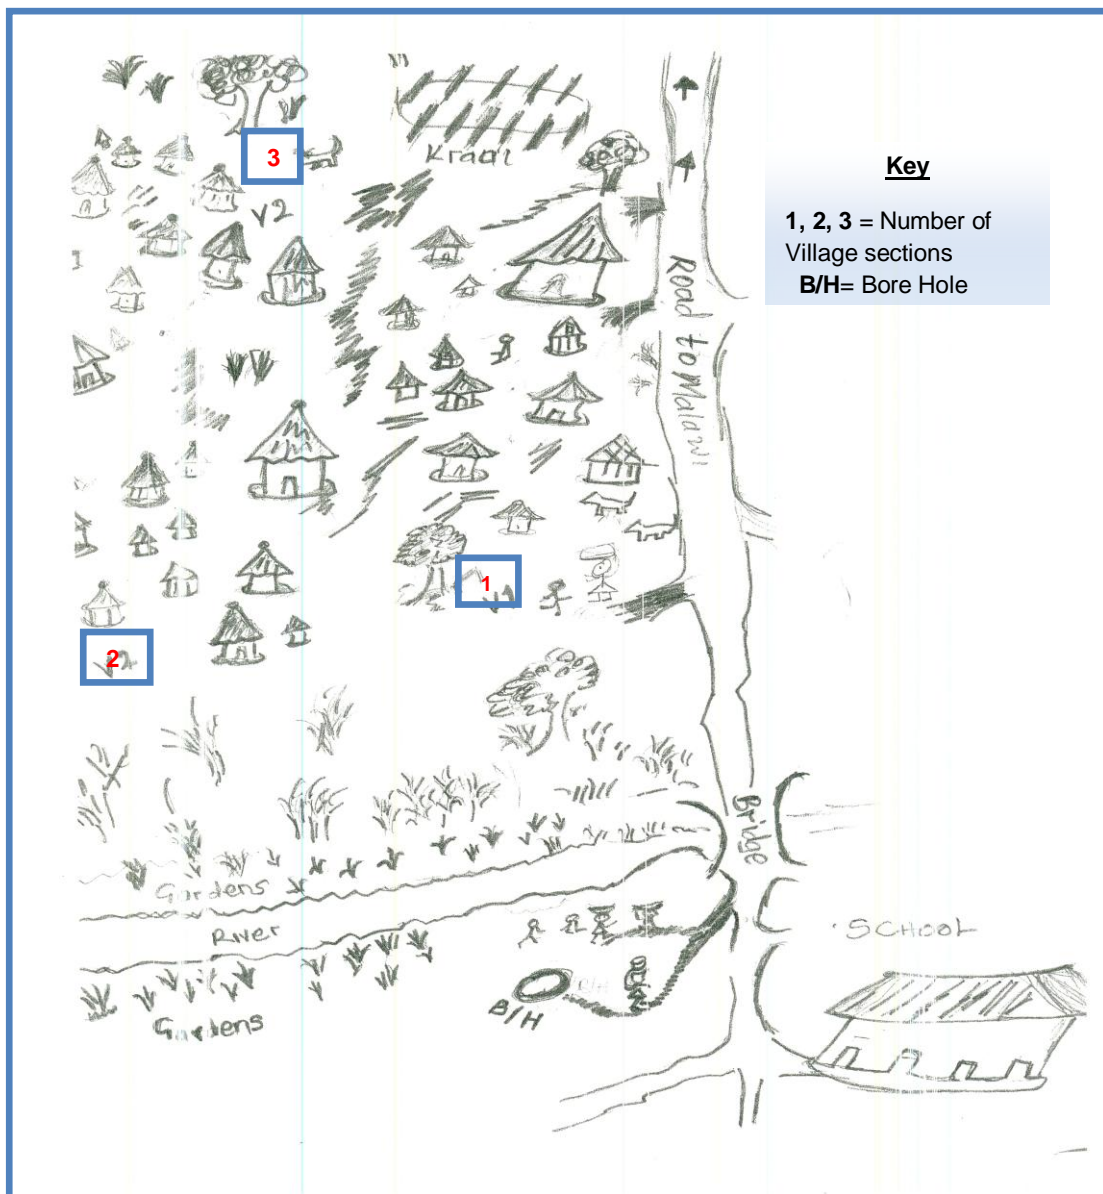 Kraal
3
V2
Key
1, 2, 3 = Number of
Village sections
B/H= Bore Hole
Road to Malawi
1
2
Bridge
Gardens
River
SCHOOL
B/H
Gardens